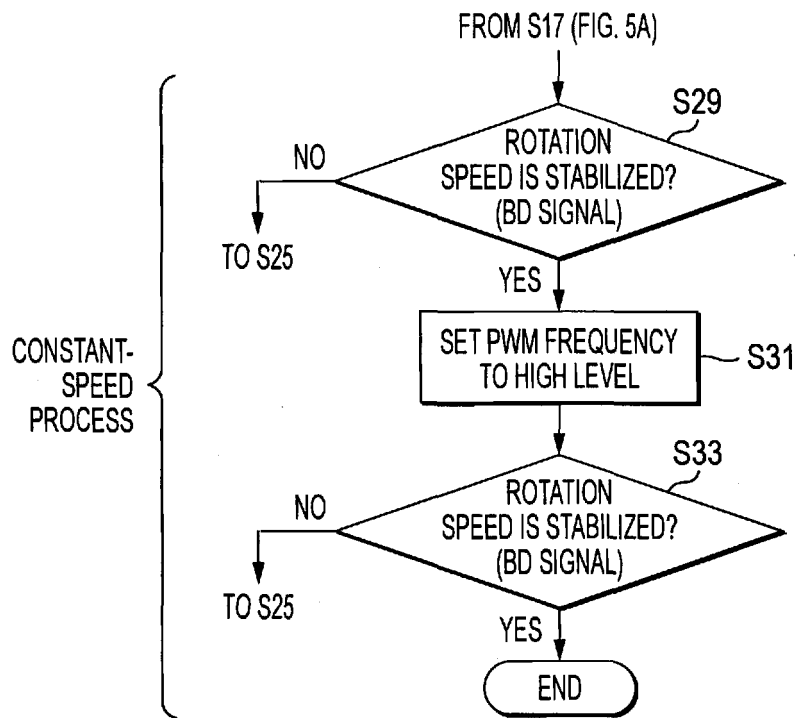 FROM S17 (FIG. 5A)
S29
ROTATION
SPEED IS STABILIZED?
(BD SIGNAL)
NO
TO S25
YES
SET PWM FREQUENCY
TO HIGH LEVEL
S31
CONSTANT-
SPEED
PROCESS
S33
ROTATION
SPEED IS STABILIZED?
(BD SIGNAL)
NO
TO S25
YES
END